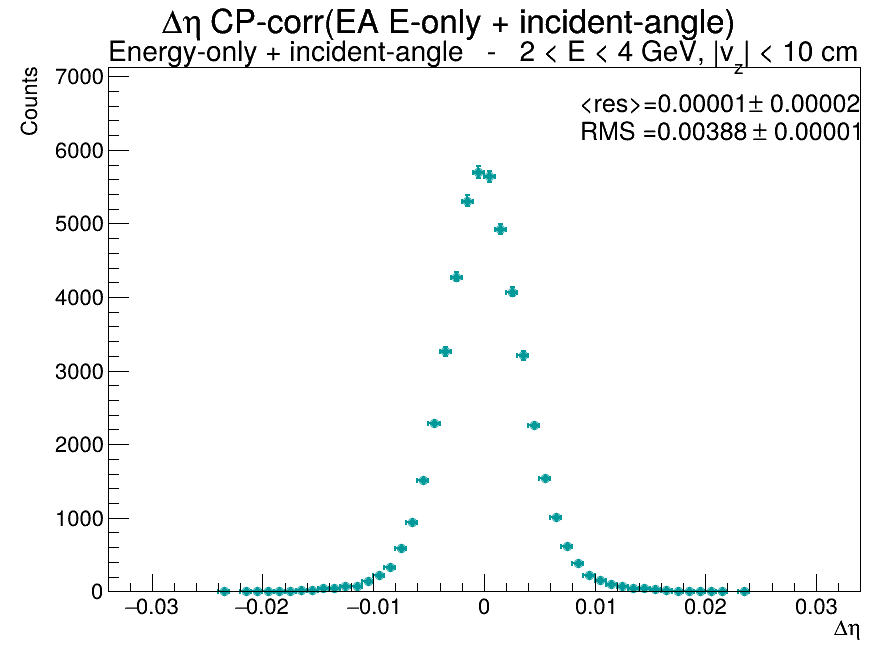 Δη CP-corr(EA E-only + incident-angle)
Energy-only + incident-angle - 2 < E < 4 GeV, |v_z| < 10 cm
<res>=0.00001± 0.00002
RMS =0.00388 ± 0.00001
Counts
7000
6000
5000
4000
3000
2000
1000
0
−0.03 −0.02 −0.01 0 0.01 0.02 0.03
Δη